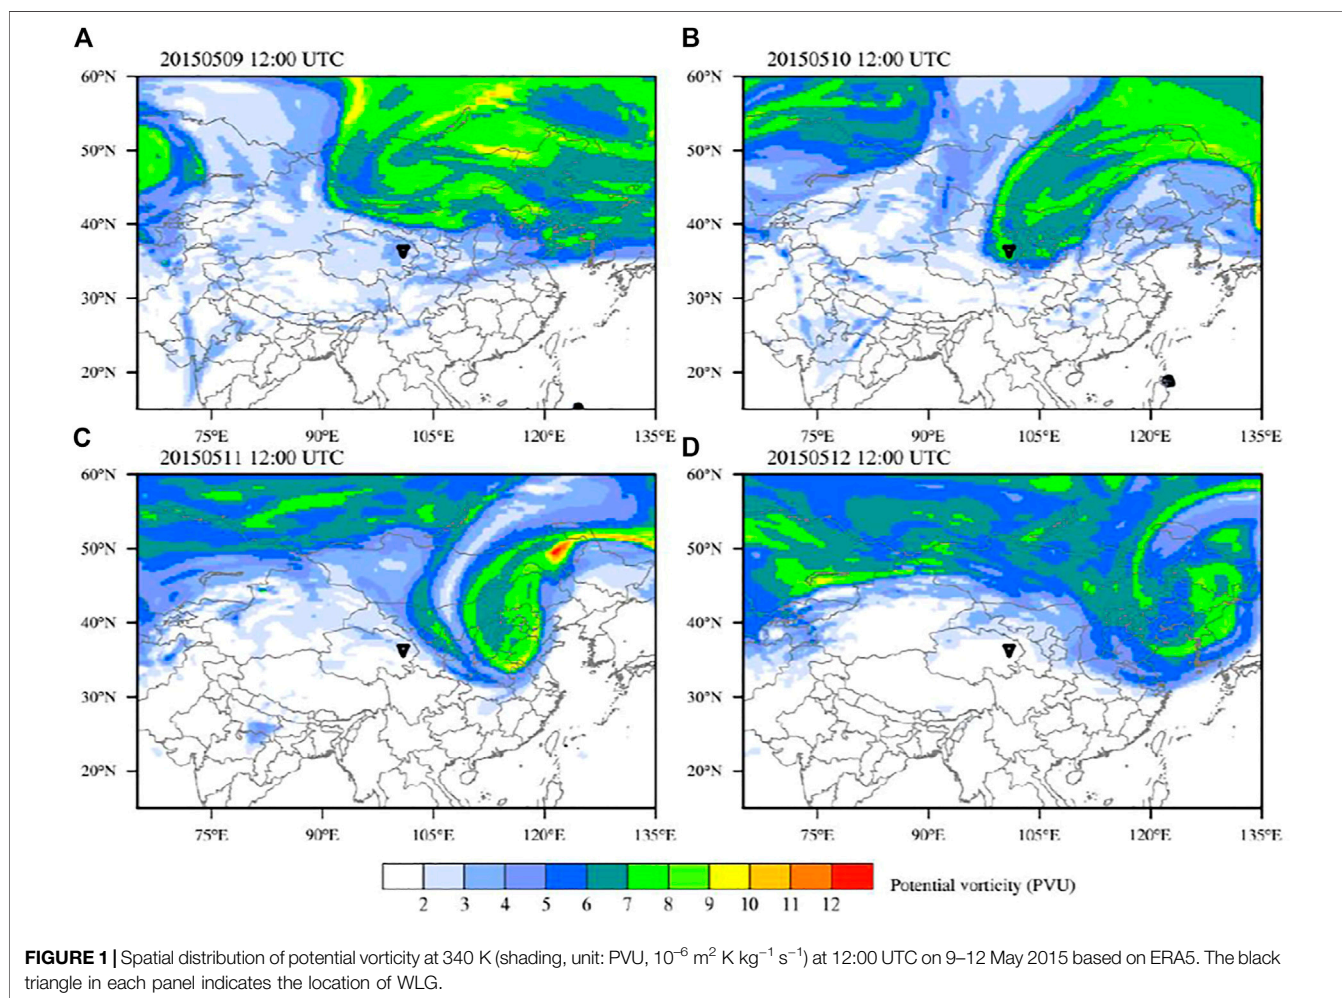 A
20150509 12:00 UTC
60°N
50°N
40°N
30°N
20°N
75°E 90°E 105°E 120°E 135°E
B
20150510 12:00 UTC
60°N
50°N
40°N
30°N
20°N
75°E 90°E 105°E 120°E 135°E
C
20150511 12:00 UTC
60°N
50°N
40°N
30°N
20°N
75°E 90°E 105°E 120°E 135°E
D
20150512 12:00 UTC
60°N
50°N
40°N
30°N
20°N
75°E 90°E 105°E 120°E 135°E
2 3 4 5 6 7 8 9 10 11 12
Potential vorticity (PVU)
FIGURE 1 | Spatial distribution of potential vorticity at 340 K (shading, unit: PVU, 10⁻⁶ m² K kg⁻¹ s⁻¹) at 12:00 UTC on 9–12 May 2015 based on ERA5. The black
triangle in each panel indicates the location of WLG.